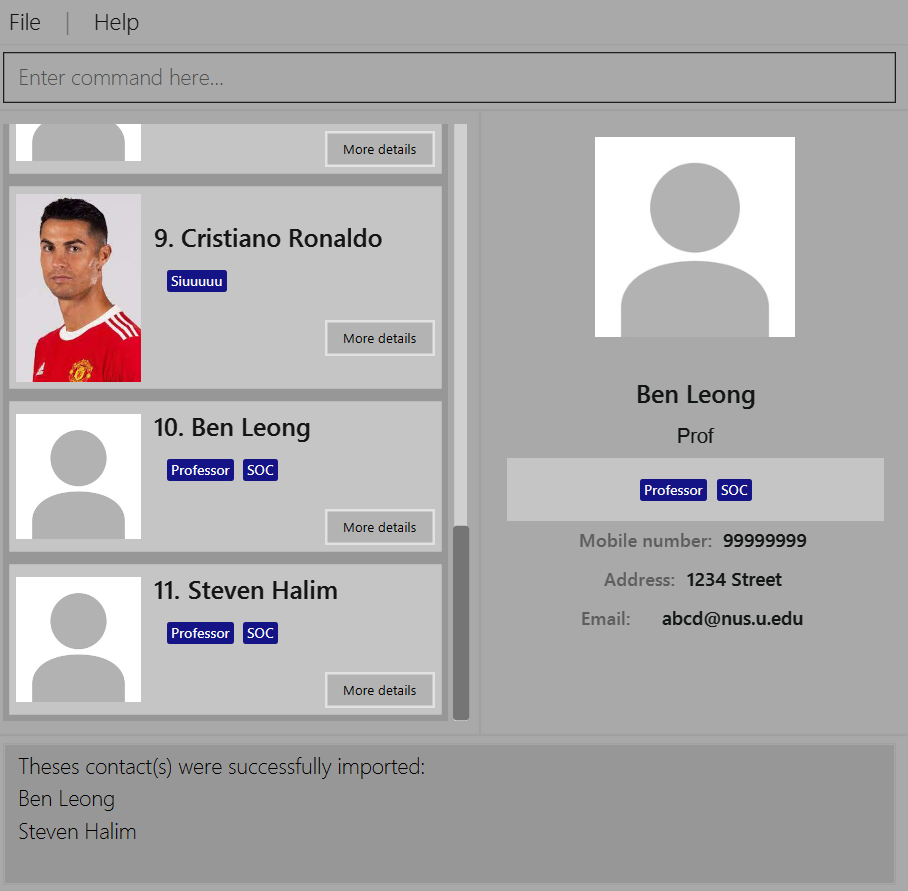 File | Help
Enter command here...
More details
9. Cristiano Ronaldo
Siuuuuu
More details
10. Ben Leong
Professor SOC
More details
11. Steven Halim
Professor SOC
More details
Ben Leong
Prof
Professor SOC
Mobile number: 99999999
Address: 1234 Street
Email: abcd@nus.u.edu
Theses contact(s) were successfully imported:
Ben Leong
Steven Halim